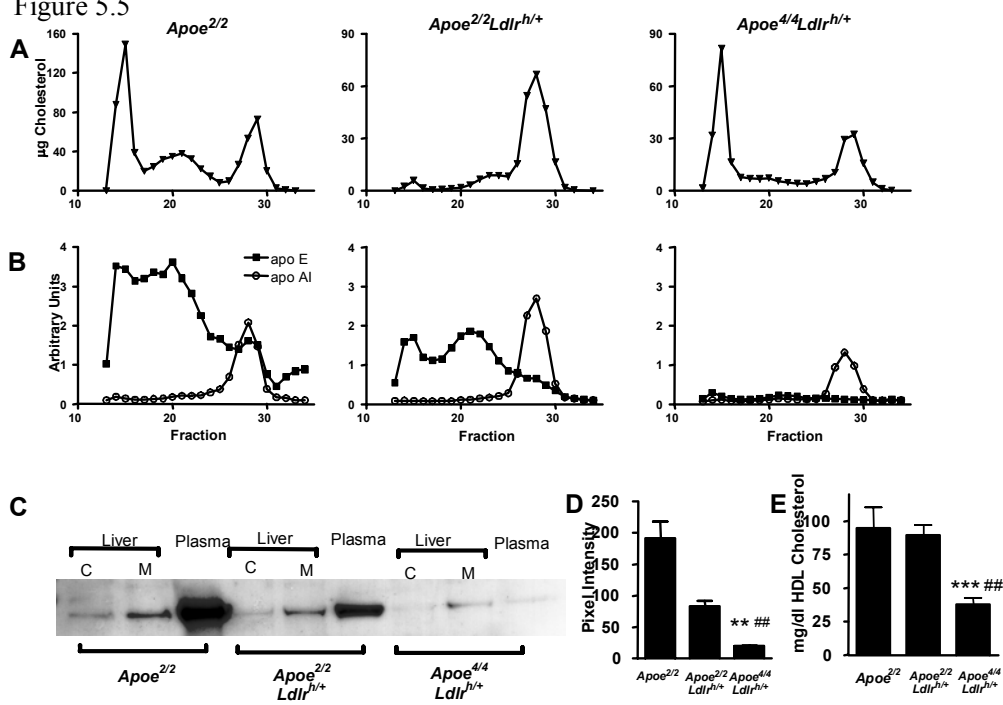 Figure 5.5
Apoe2/2
Apoe2/2Ldlrh/+
Apoe4/4Ldlrh/+
A
µg Cholesterol
160
120
80
40
0
10
20
30
90
60
30
0
10
20
30
90
60
30
0
10
20
30
B
Arbitrary Units
4
3
2
1
0
10
20
30
apo E
apo AI
4
3
2
1
0
10
20
30
4
3
2
1
0
10
20
30
Fraction
Fraction
Fraction
C
Liver
Plasma
Liver
Plasma
Liver
Plasma
C
M
C
M
C
M
Apoe2/2
Apoe2/2
Ldlrh/+
Apoe4/4
Ldlrh/+
D
Pixel Intensity
250
200
150
100
50
0
** ##
Apoe2/2
Apoe2/2
Ldlrh/+
Apoe4/4
Ldlrh/+
E
mg/dl HDL Cholesterol
100
75
50
25
0
*** ##
Apoe2/2
Apoe2/2
Ldlrh/+
Apoe4/4
Ldlrh/+